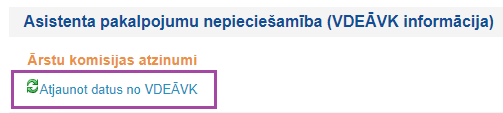 Asistenta pakalpojumu nepieciešamība (VDEĀVK informācija)
Ārstu komisijas atzinumi
Atjaunot datus no VDEĀVK